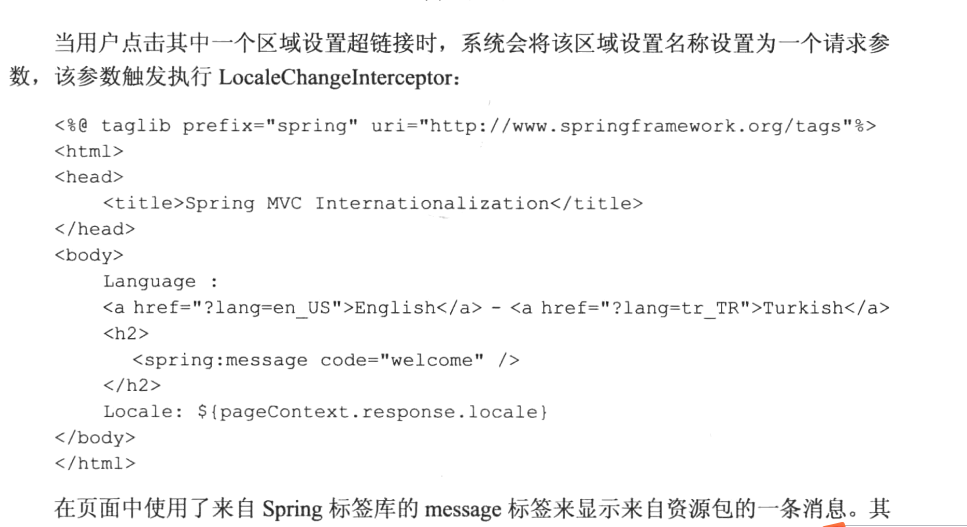 当用户点击其中一个区域设置超链接时，系统会将该区域设置名称设置为一个请求参
数，该参数触发执行 LocaleChangeInterceptor：
<%@ taglib prefix="spring" uri="http://www.springframework.org/tags"%>
<html>
<head>
    <title>Spring MVC Internationalization</title>
</head>
<body>
    Language :
    <a href="?lang=en_US">English</a> - <a href="?lang=tr_TR">Turkish</a>
    <h2>
      <spring:message code="welcome" />
    </h2>
    Locale: ${pageContext.response.locale}
</body>
</html>
在页面中使用了来自 Spring 标签库的 message 标签来显示来自资源包的一条消息。其